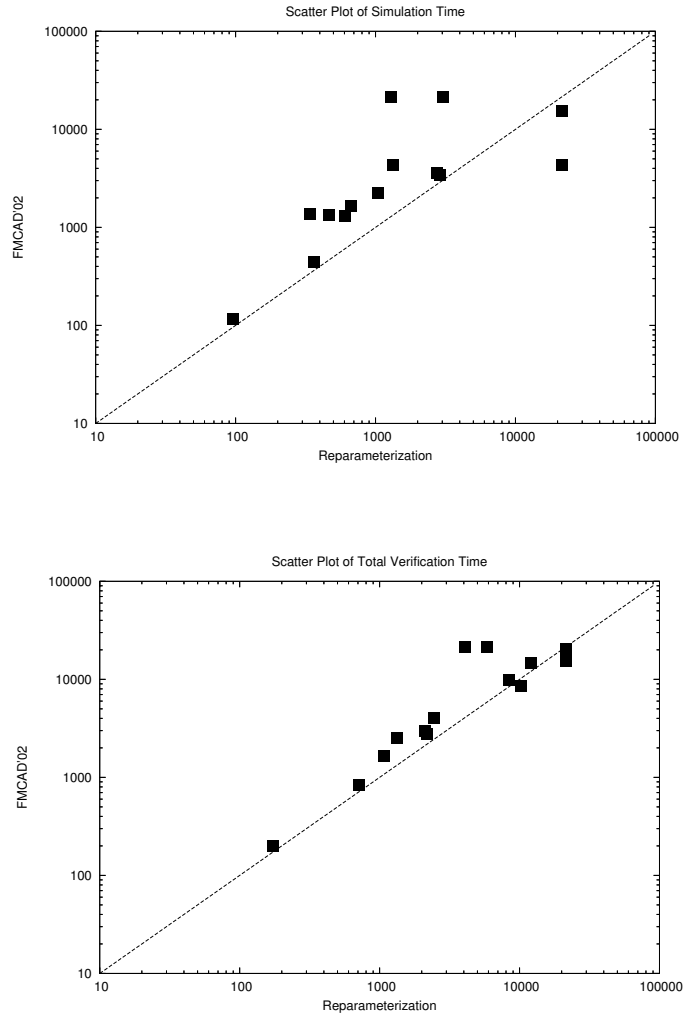 Scatter Plot of Simulation Time
100000
10000
1000
100
10
10 100 1000 10000 100000
FMCAD'02
Reparameterization
Scatter Plot of Total Verification Time
100000
10000
1000
100
10
10 100 1000 10000 100000
FMCAD'02
Reparameterization